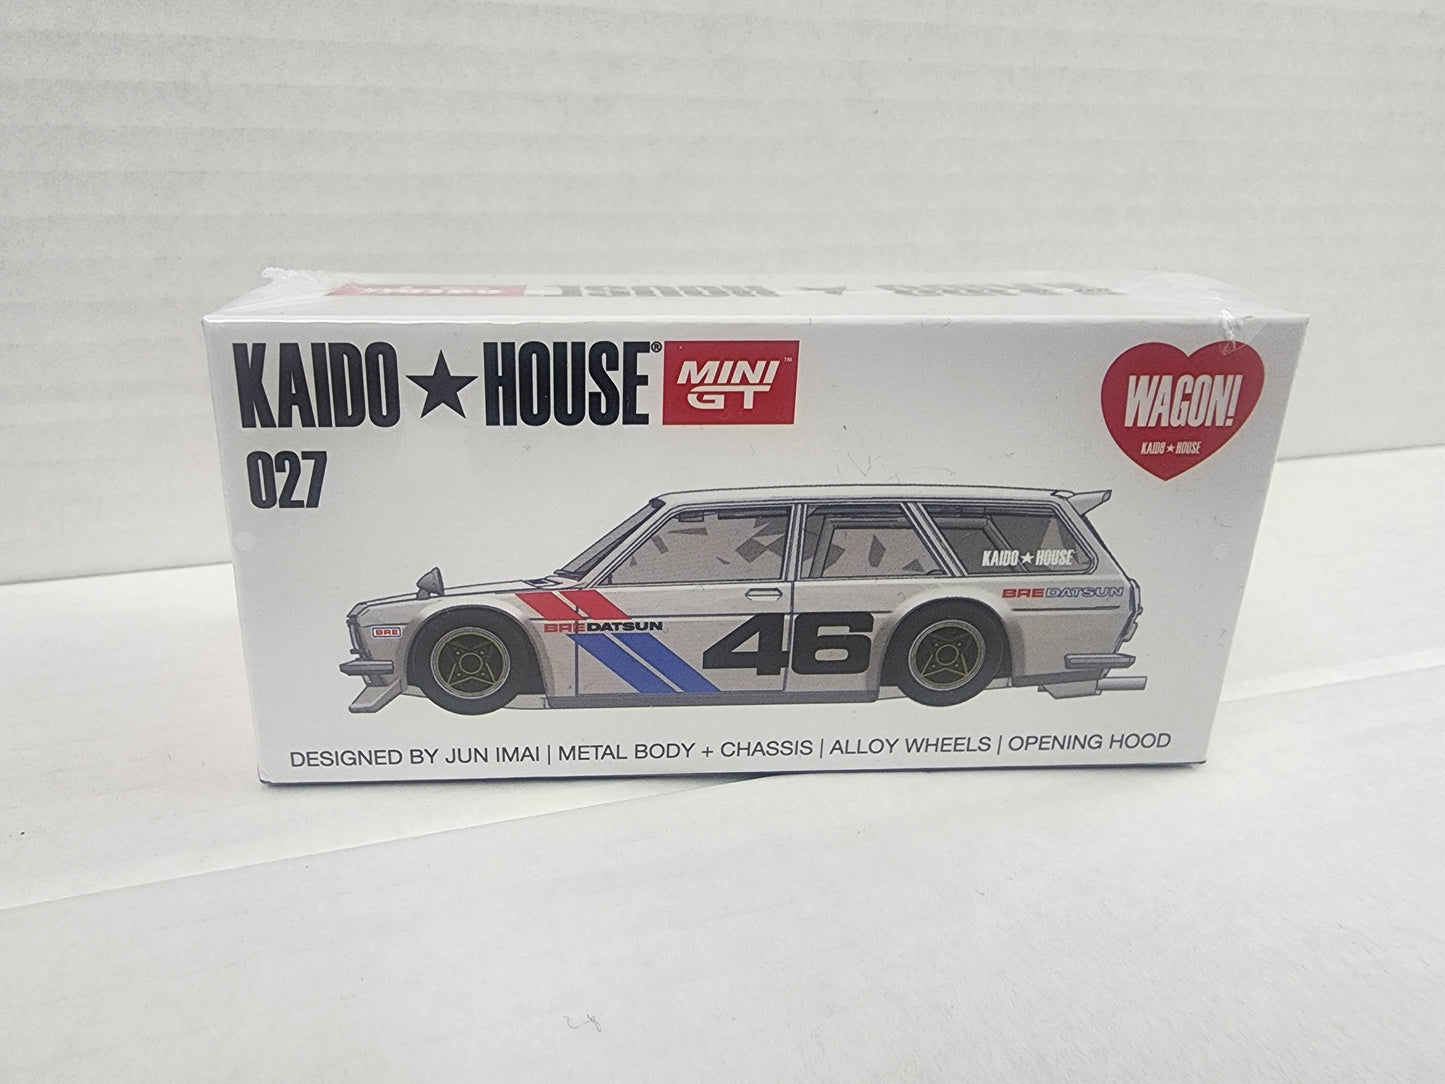 KAIDO★HOUSE® MINI GT™
WAGON!
KAIDO★HOUSE
027
KAIDO★HOUSE
BREDATSUN
BRE
BREDATSUN
46
DESIGNED BY JUN IMAI | METAL BODY + CHASSIS | ALLOY WHEELS | OPENING HOOD